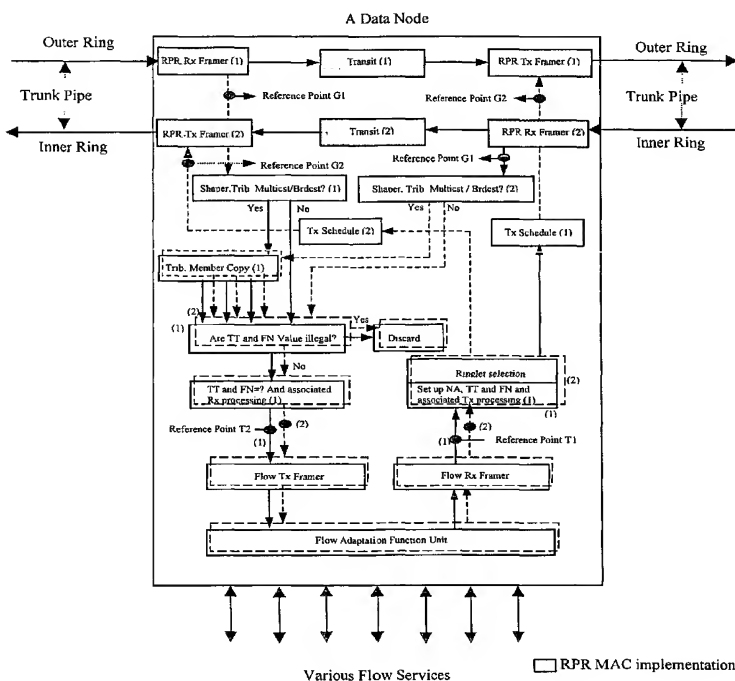 A Data Node
Outer Ring
Outer Ring
RPR Rx Framer (1)
Transit (1)
RPR Tx Framer (1)
Trunk Pipe
Reference Point G1
Reference Point G2
Trunk Pipe
RPR Tx Framer (2)
Transit (2)
RPR Rx Framer (2)
Inner Ring
Inner Ring
Reference Point G2
Reference Point G1
Shaper. Trib Multicst/Brdcst? (1)
Shaper. Trib Multicst / Brdcst? (2)
Yes
No
Yes
No
Tx Schedule (2)
Tx Schedule (1)
Trib. Member Copy (1)
(2)
(1)
Yes
Are TT and FN Value illegal?
Discard
No
Ringlet selection
(2)
TT and FN=? And associated
Rx processing (1)
Set up NA, TT and FN and
associated Tx processing (1)
(1)
Reference Point T2
(2)
(1)
(2)
(1)
Reference Point T1
Flow Tx Framer
Flow Rx Framer
Flow Adaptation Function Unit
Various Flow Services
RPR MAC implementation